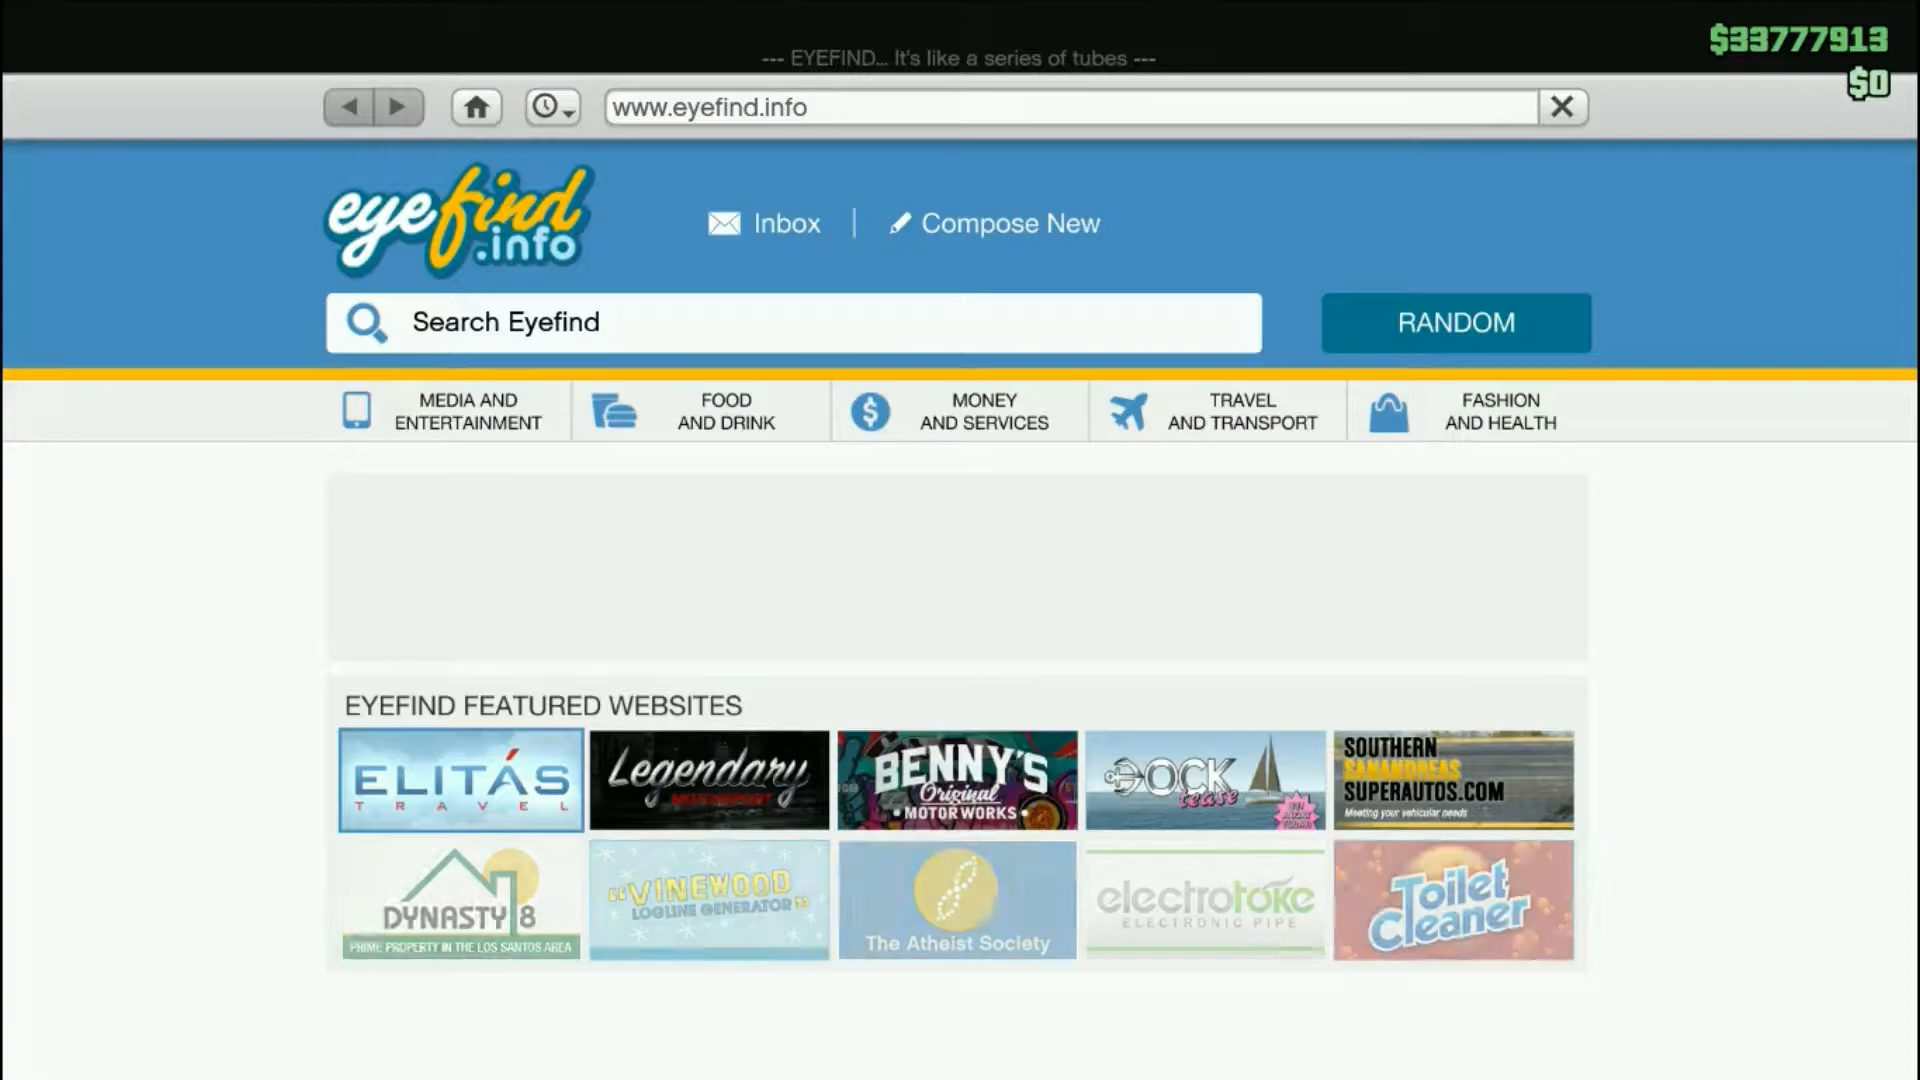 $33777913
--- EYEFIND... It's like a series of tubes ---
$0
www.eyefind.info
eyefind
.info
Inbox
Compose New
Search Eyefind
RANDOM
MEDIA AND
ENTERTAINMENT
FOOD
AND DRINK
MONEY
AND SERVICES
TRAVEL
AND TRANSPORT
FASHION
AND HEALTH
EYEFIND FEATURED WEBSITES
ELITÁS
TRAVEL
Legendary
MOTORSPORT
BENNY'S
Original
• MOTOR WORKS •
DOCK
tease
SOUTHERN
SANANDREAS
SUPERAUTOS.COM
Meeting your vehicular needs
DYNASTY 8
PRIME PROPERTY IN THE LOS SANTOS AREA
"VINEWOOD
LOGLINE GENERATOR"
The Atheist Society
electrotoke
ELECTRONIC PIPE
Toilet
Cleaner